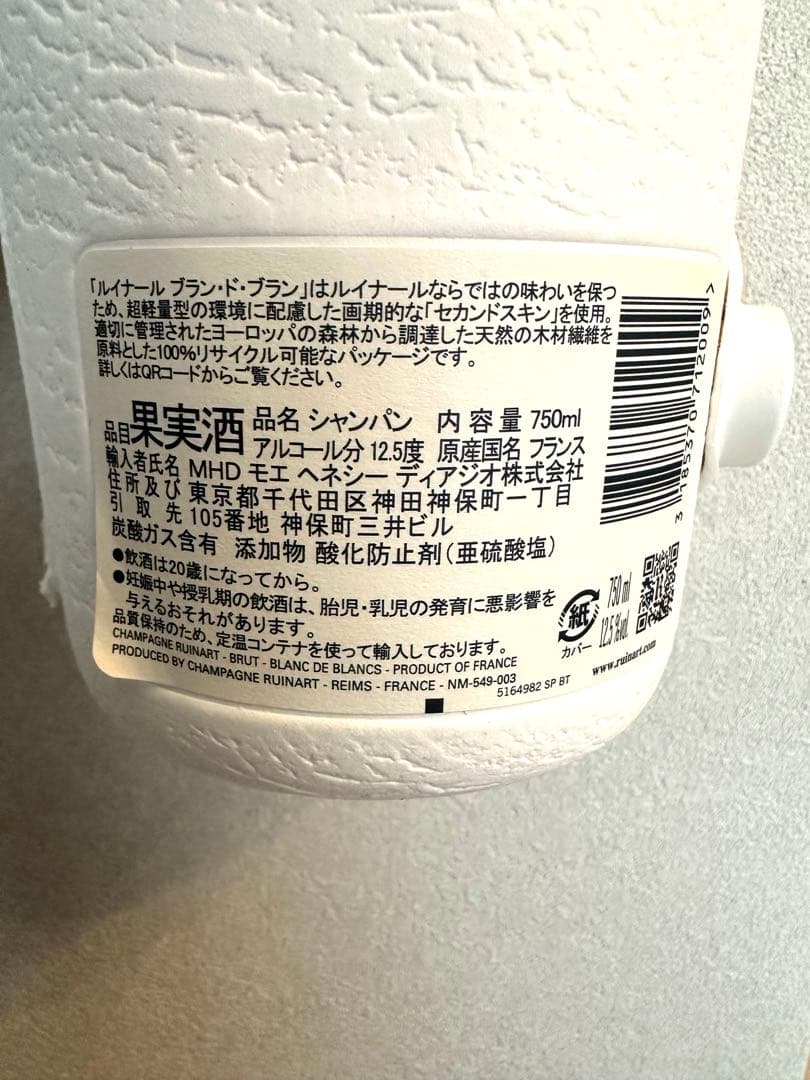 「ルイナール ブラン・ド・ブラン」はルイナールならではの味わいを保つ
ため、超軽量型の環境に配慮した画期的な「セカンドスキン」を使用。
適切に管理されたヨーロッパの森林から調達した天然の木材繊維を
原料とした100%リサイクル可能なパッケージです。
詳しくはQRコードからご覧ください。
品目 果実酒 品名 シャンパン 内容量 750ml
アルコール分 12.5度 原産国名 フランス
輸入者氏名 MHD モエ ヘネシー ディアジオ株式会社
住所及び 東京都千代田区神田神保町一丁目
引取先 105番地 神保町三井ビル
炭酸ガス含有 添加物 酸化防止剤（亜硫酸塩）
●飲酒は20歳になってから。
●妊娠中や授乳期の飲酒は、胎児・乳児の発育に悪影響を
与えるおそれがあります。
品質保持のため、定温コンテナを使って輸入しております。
CHAMPAGNE RUINART - BRUT - BLANC DE BLANCS - PRODUCT OF FRANCE
PRODUCED BY CHAMPAGNE RUINART - REIMS - FRANCE - NM-549-003
5164982 SP BT
紙
カバー
750 ml
12.5 %vol.
www.ruinart.com
3 185370 712009 >